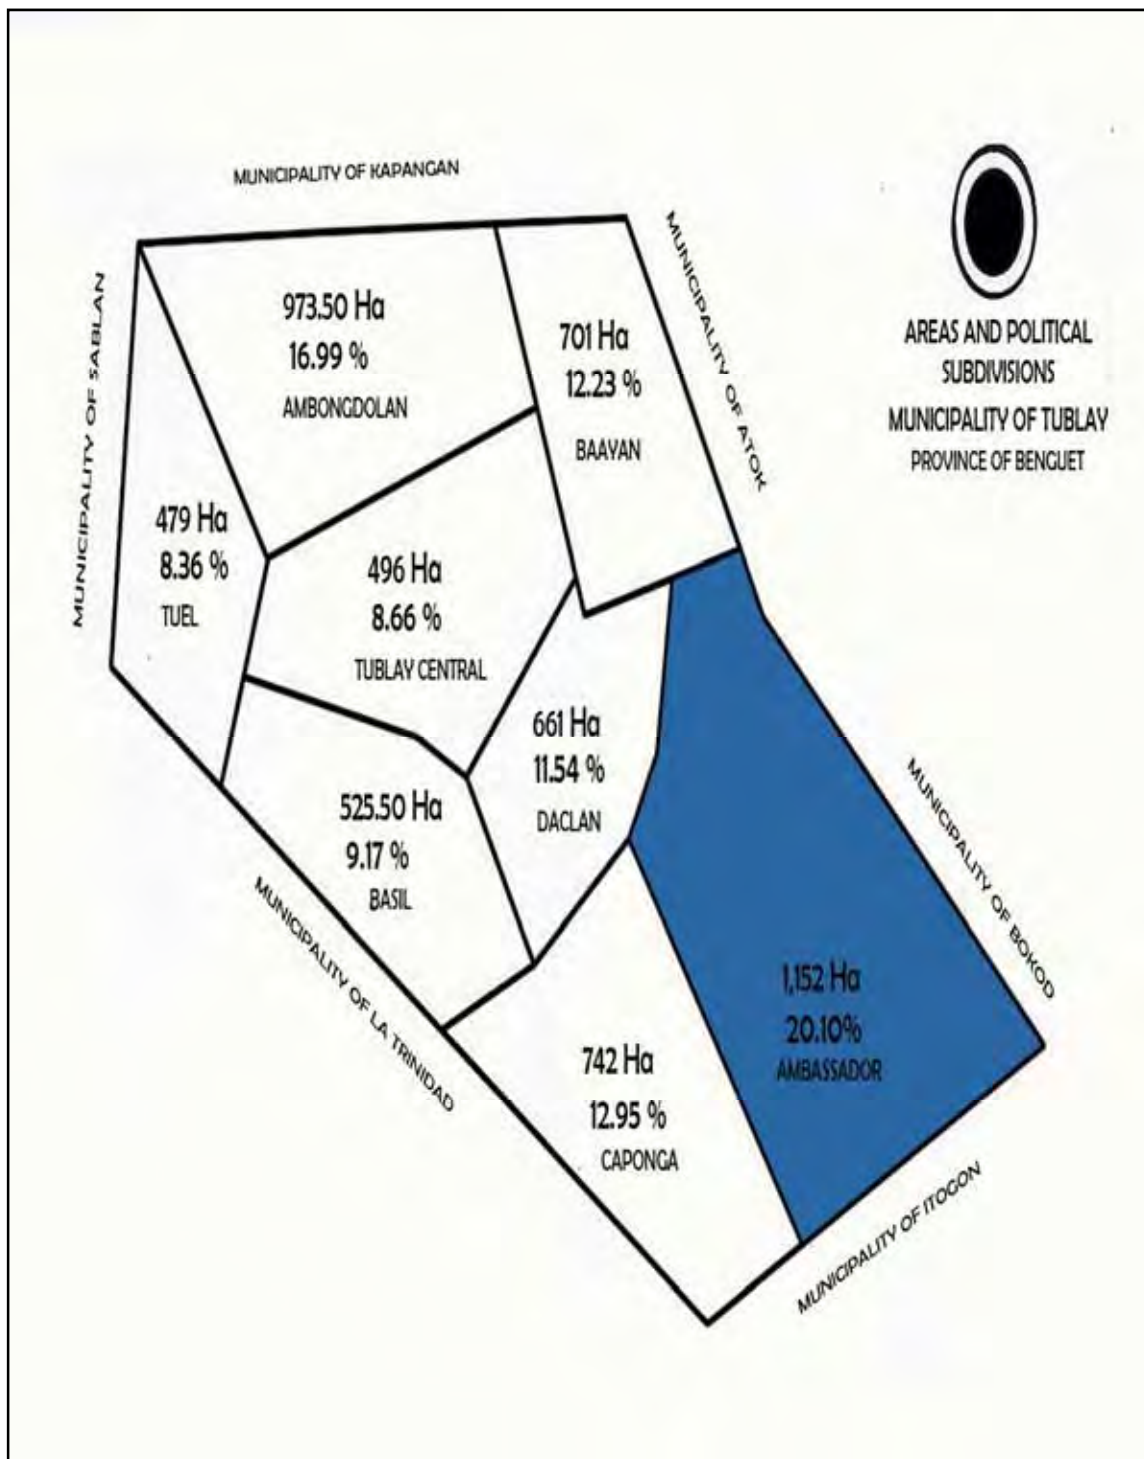 MUNICIPALITY OF KAPANGAN
MUNICIPALITY OF SABLAN
MUNICIPALITY OF ATOK
AREAS AND POLITICAL
SUBDIVISIONS
MUNICIPALITY OF TUBLAY
PROVINCE OF BENGUET
973.50 Ha
16.99 %
AMBONGDOLAN
701 Ha
12.23 %
BAAYAN
479 Ha
8.36 %
TUEL
496 Ha
8.66 %
TUBLAY CENTRAL
661 Ha
11.54 %
DACLAN
525.50 Ha
9.17 %
BASIL
MUNICIPALITY OF BOKOD
MUNICIPALITY OF LA TRINIDAD
1,152 Ha
20.10%
AMBASSADOR
742 Ha
12.95 %
CAPONGA
MUNICIPALITY OF ITOGON